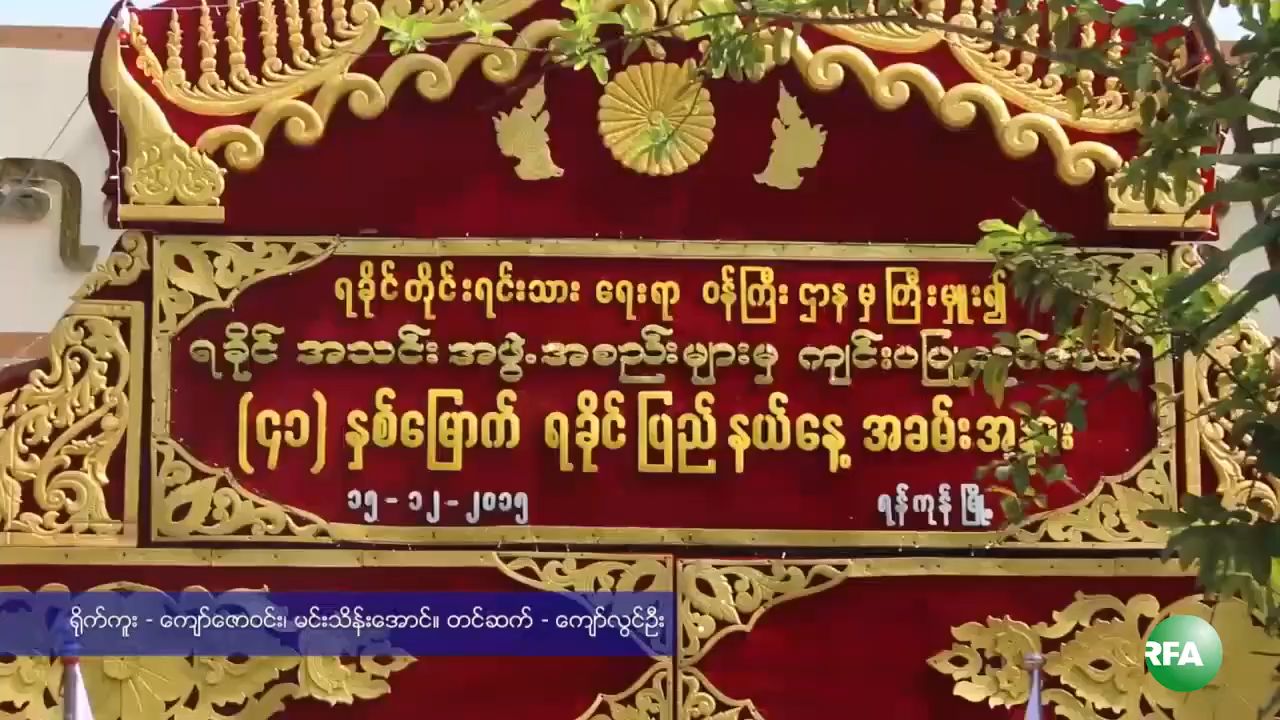 ရခိုင်တိုင်းရင်းသား ရေးရာ ဝန်ကြီးဌာနမှကြီးမှူး၍
ရခိုင် အသင်းအပွဲ့အစည်းများမှ ကျင်းပပြု
(၄၁) နှစ်မြောက် ရခိုင်ပြည်နယ်နေ့ အခမ်း
၁၅-၁၂-၂၀၁၅ ရန်ကုန်မြို့
ရိုက်ကူး - ကျော်ဇောဝင်း၊ မင်းသိန်းအောင်။ တင်ဆက် - ကျော်လွင်ဦး
RFA